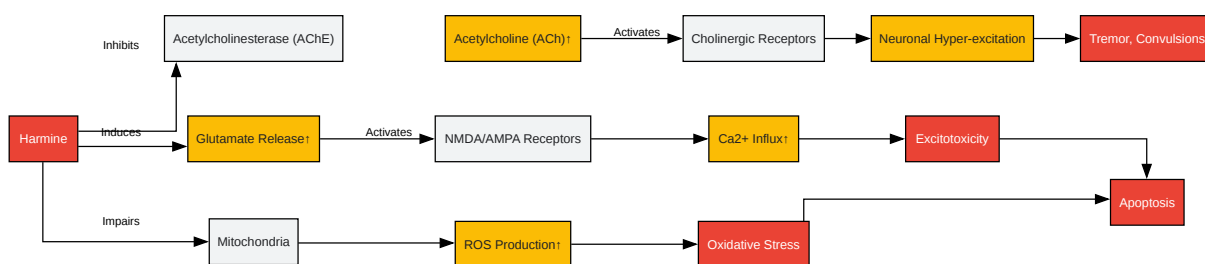 Inhibits
Acetylcholinesterase (AChE)
Acetylcholine (ACh)↑
Activates
Cholinergic Receptors
Neuronal Hyper-excitation
Tremor, Convulsions
Harmine
Induces
Glutamate Release↑
Activates
NMDA/AMPA Receptors
Ca2+ Influx↑
Excitotoxicity
Apoptosis
Impairs
Mitochondria
ROS Production↑
Oxidative Stress